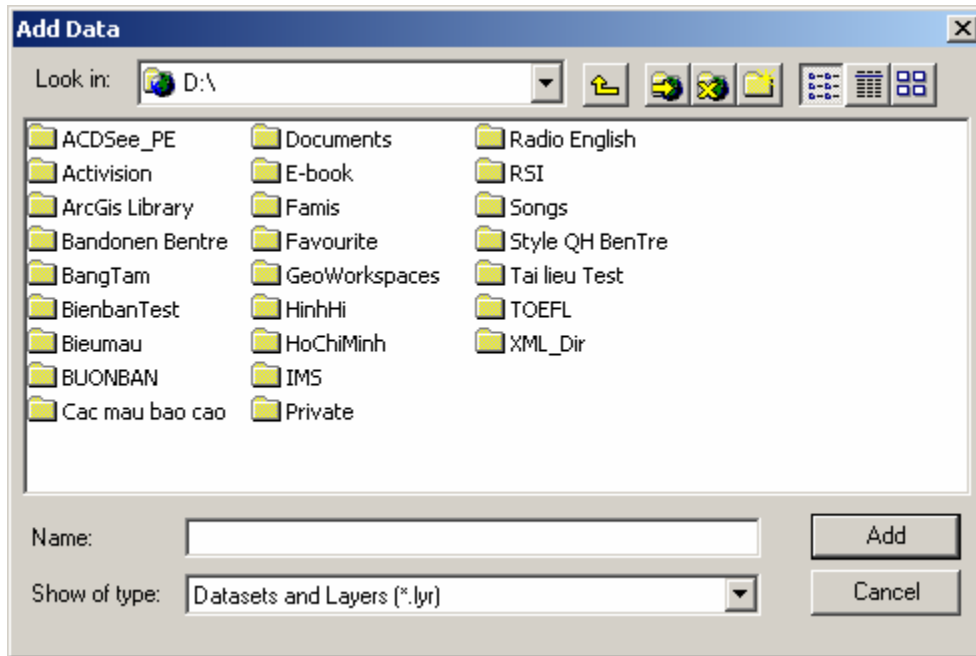 Add Data
Look in: D:\
ACDSee_PE Documents Radio English
Activision E-book RSI
ArcGis Library Famis Songs
Bandonen Bentre Favourite Style QH BenTre
BangTam GeoWorkspaces Tai lieu Test
BienbanTest HinhHi TOEFL
Bieumau HoChiMinh XML_Dir
BUONBAN IMS
Cac mau bao cao Private
Name: Add
Show of type: Datasets and Layers (*.lyr) Cancel